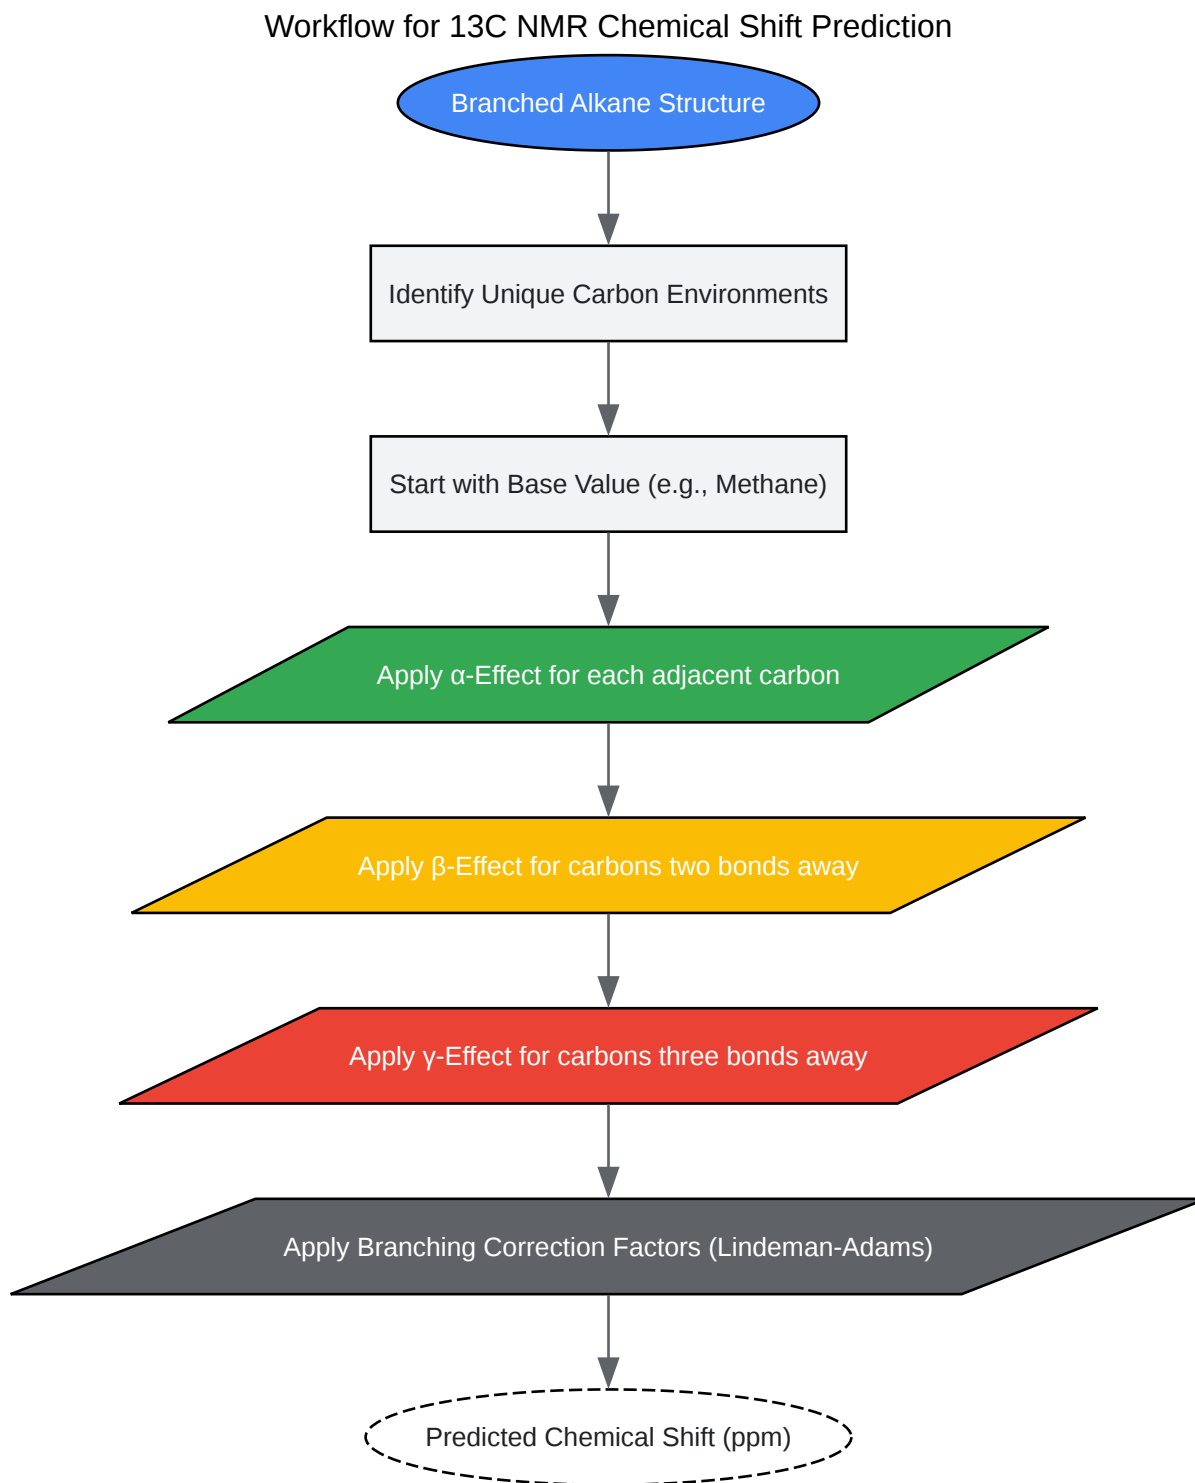 Workflow for 13C NMR Chemical Shift Prediction
Branched Alkane Structure
Identify Unique Carbon Environments
Start with Base Value (e.g., Methane)
Apply α-Effect for each adjacent carbon
Apply β-Effect for carbons two bonds away
Apply γ-Effect for carbons three bonds away
Apply Branching Correction Factors (Lindeman-Adams)
Predicted Chemical Shift (ppm)